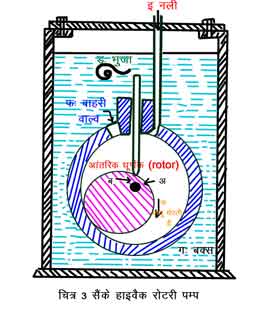 इ नली
ड: भुजा
फ: बाहरी
वाल्व
आंतरिक घूर्णक (rotor)
ब
अ
ग: बक्स
चित्र 3 सैंके हाइवैक रोटरी पम्प